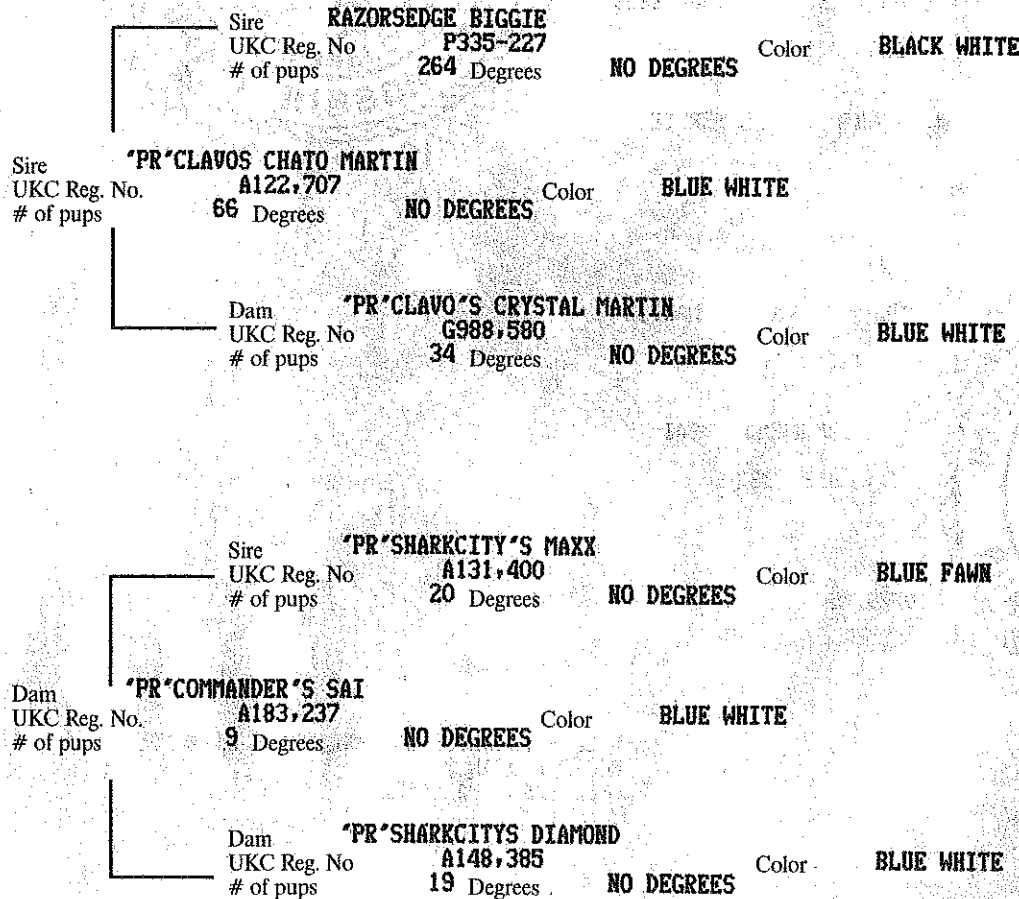 Sire RAZORSEDGE BIGGIE
UKC Reg. No P335-227 Color BLACK WHITE
# of pups 264 Degrees NO DEGREES
Sire 'PR'CLAVOS CHATO MARTIN
UKC Reg. No. A122,707 Color BLUE WHITE
# of pups 66 Degrees NO DEGREES
Dam 'PR'CLAVO'S CRYSTAL MARTIN
UKC Reg. No G988,580 Color BLUE WHITE
# of pups 34 Degrees NO DEGREES
Sire 'PR'SHARKCITY'S MAXX
UKC Reg. No A131,400 Color BLUE FAWN
# of pups 20 Degrees NO DEGREES
Dam 'PR'COMMANDER'S SAI
UKC Reg. No. A183,237 Color BLUE WHITE
# of pups 9 Degrees NO DEGREES
Dam 'PR'SHARKCITYS DIAMOND
UKC Reg. No A148,385 Color BLUE WHITE
# of pups 19 Degrees NO DEGREES